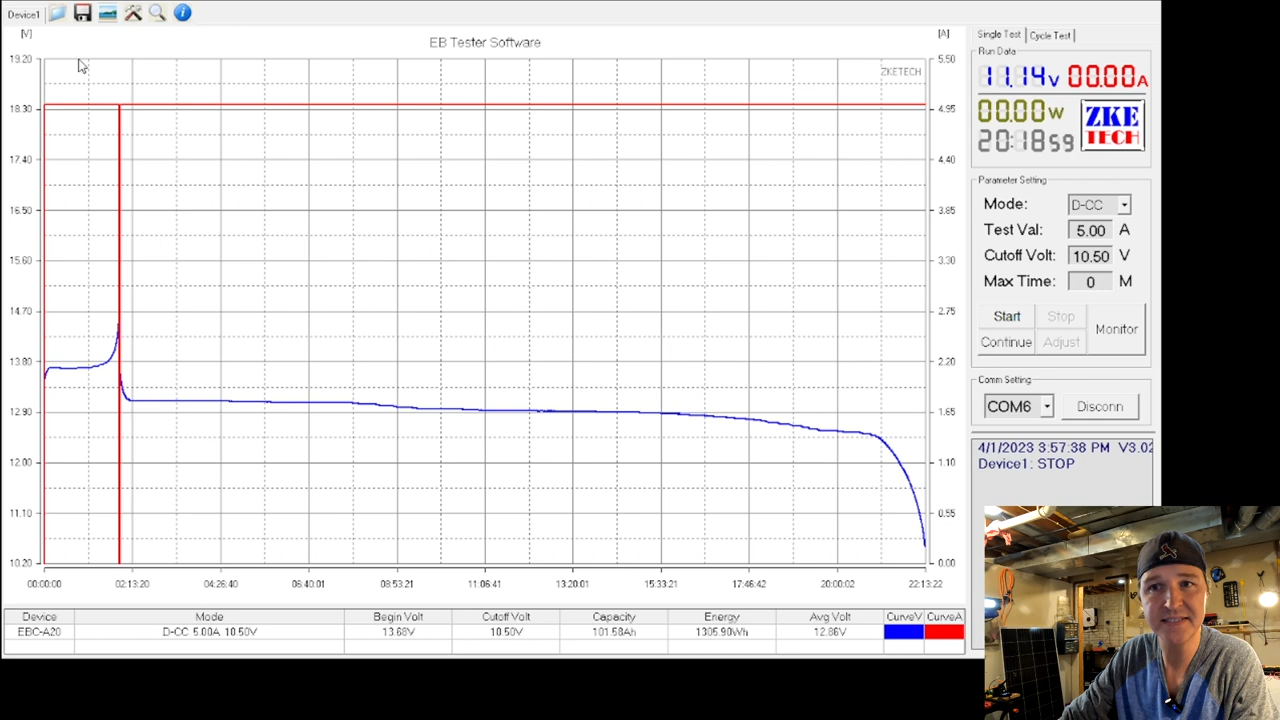 Device1
[V]
EB Tester Software
[A]
ZKETECH
19.20
18.30
17.40
16.50
15.60
14.70
13.80
12.90
12.00
11.10
10.20
5.50
4.95
4.40
3.85
3.30
2.75
2.20
1.65
1.10
0.55
0.00
00:00:00 02:13:20 04:26:40 06:40:01 08:53:21 11:06:41 13:20:01 15:33:21 17:46:42 20:00:02 22:13:22
Device Mode Begin Volt Cutoff Volt Capacity Energy Avg Volt CurveV CurveA
EBC-A20 D-CC 5.00A 10.50V 13.68V 10.50V 101.58Ah 1305.90Wh 12.86V
Single Test Cycle Test
Run Data
11.14V 00.00A
00.00W
20:18 59
ZKE
TECH
Parameter Setting
Mode: D-CC
Test Val: 5.00 A
Cutoff Volt: 10.50 V
Max Time: 0 M
Start Stop Monitor
Continue Adjust
Comm Setting
COM6 Disconn
4/1/2023 3:57:38 PM V3.02
Device1: STOP